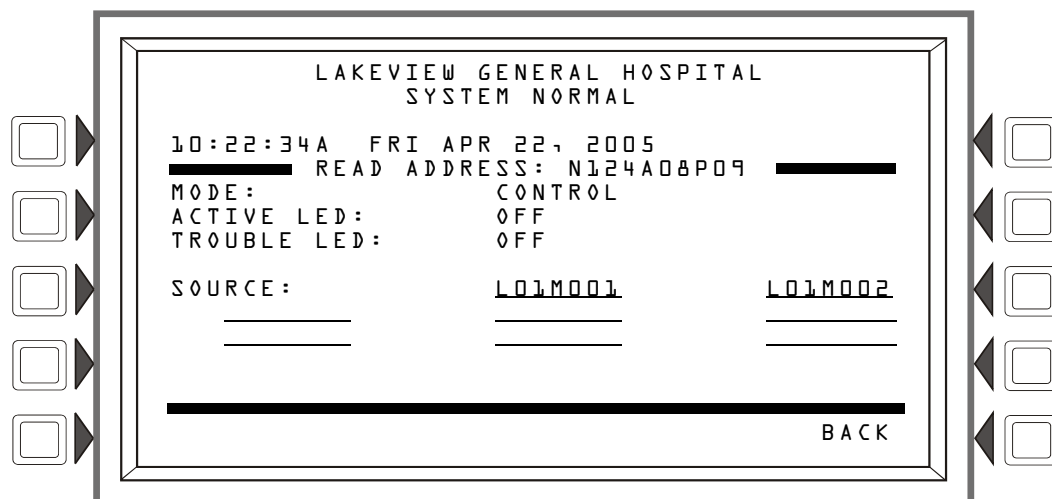 LAKEVIEW GENERAL HOSPITAL
SYSTEM NORMAL
10:22:34A FRI APR 22, 2005
READ ADDRESS: N124A08P09
MODE: CONTROL
ACTIVE LED: OFF
TROUBLE LED: OFF
SOURCE: L01M001 L01M002
BACK